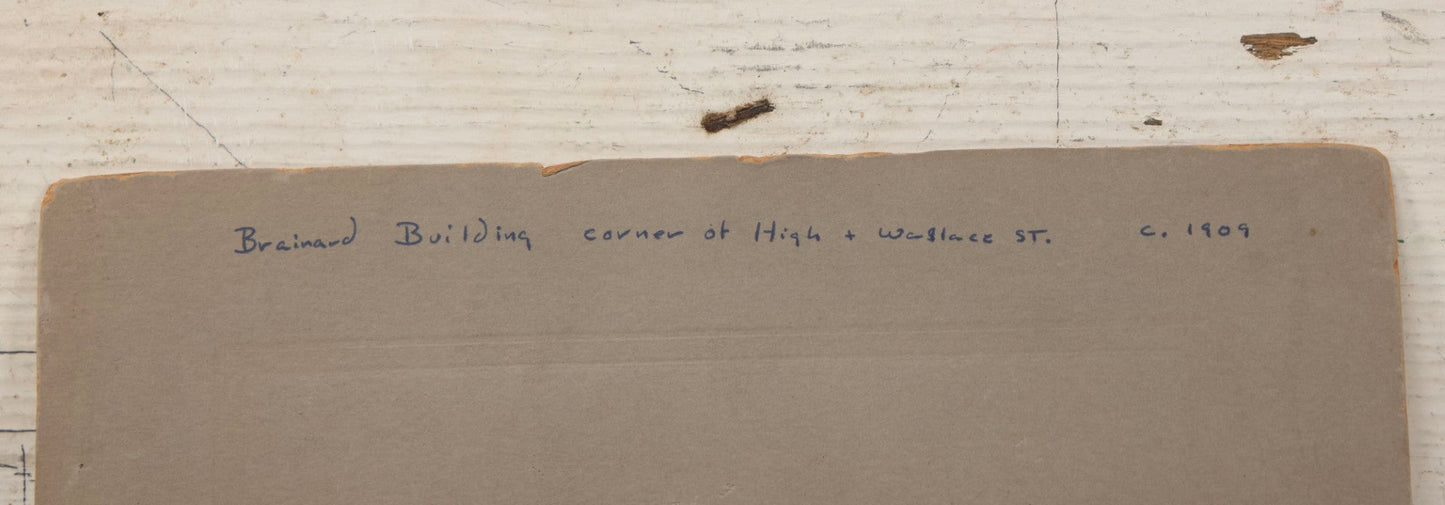 Brainard Building corner of High + Wallace ST. c. 1909